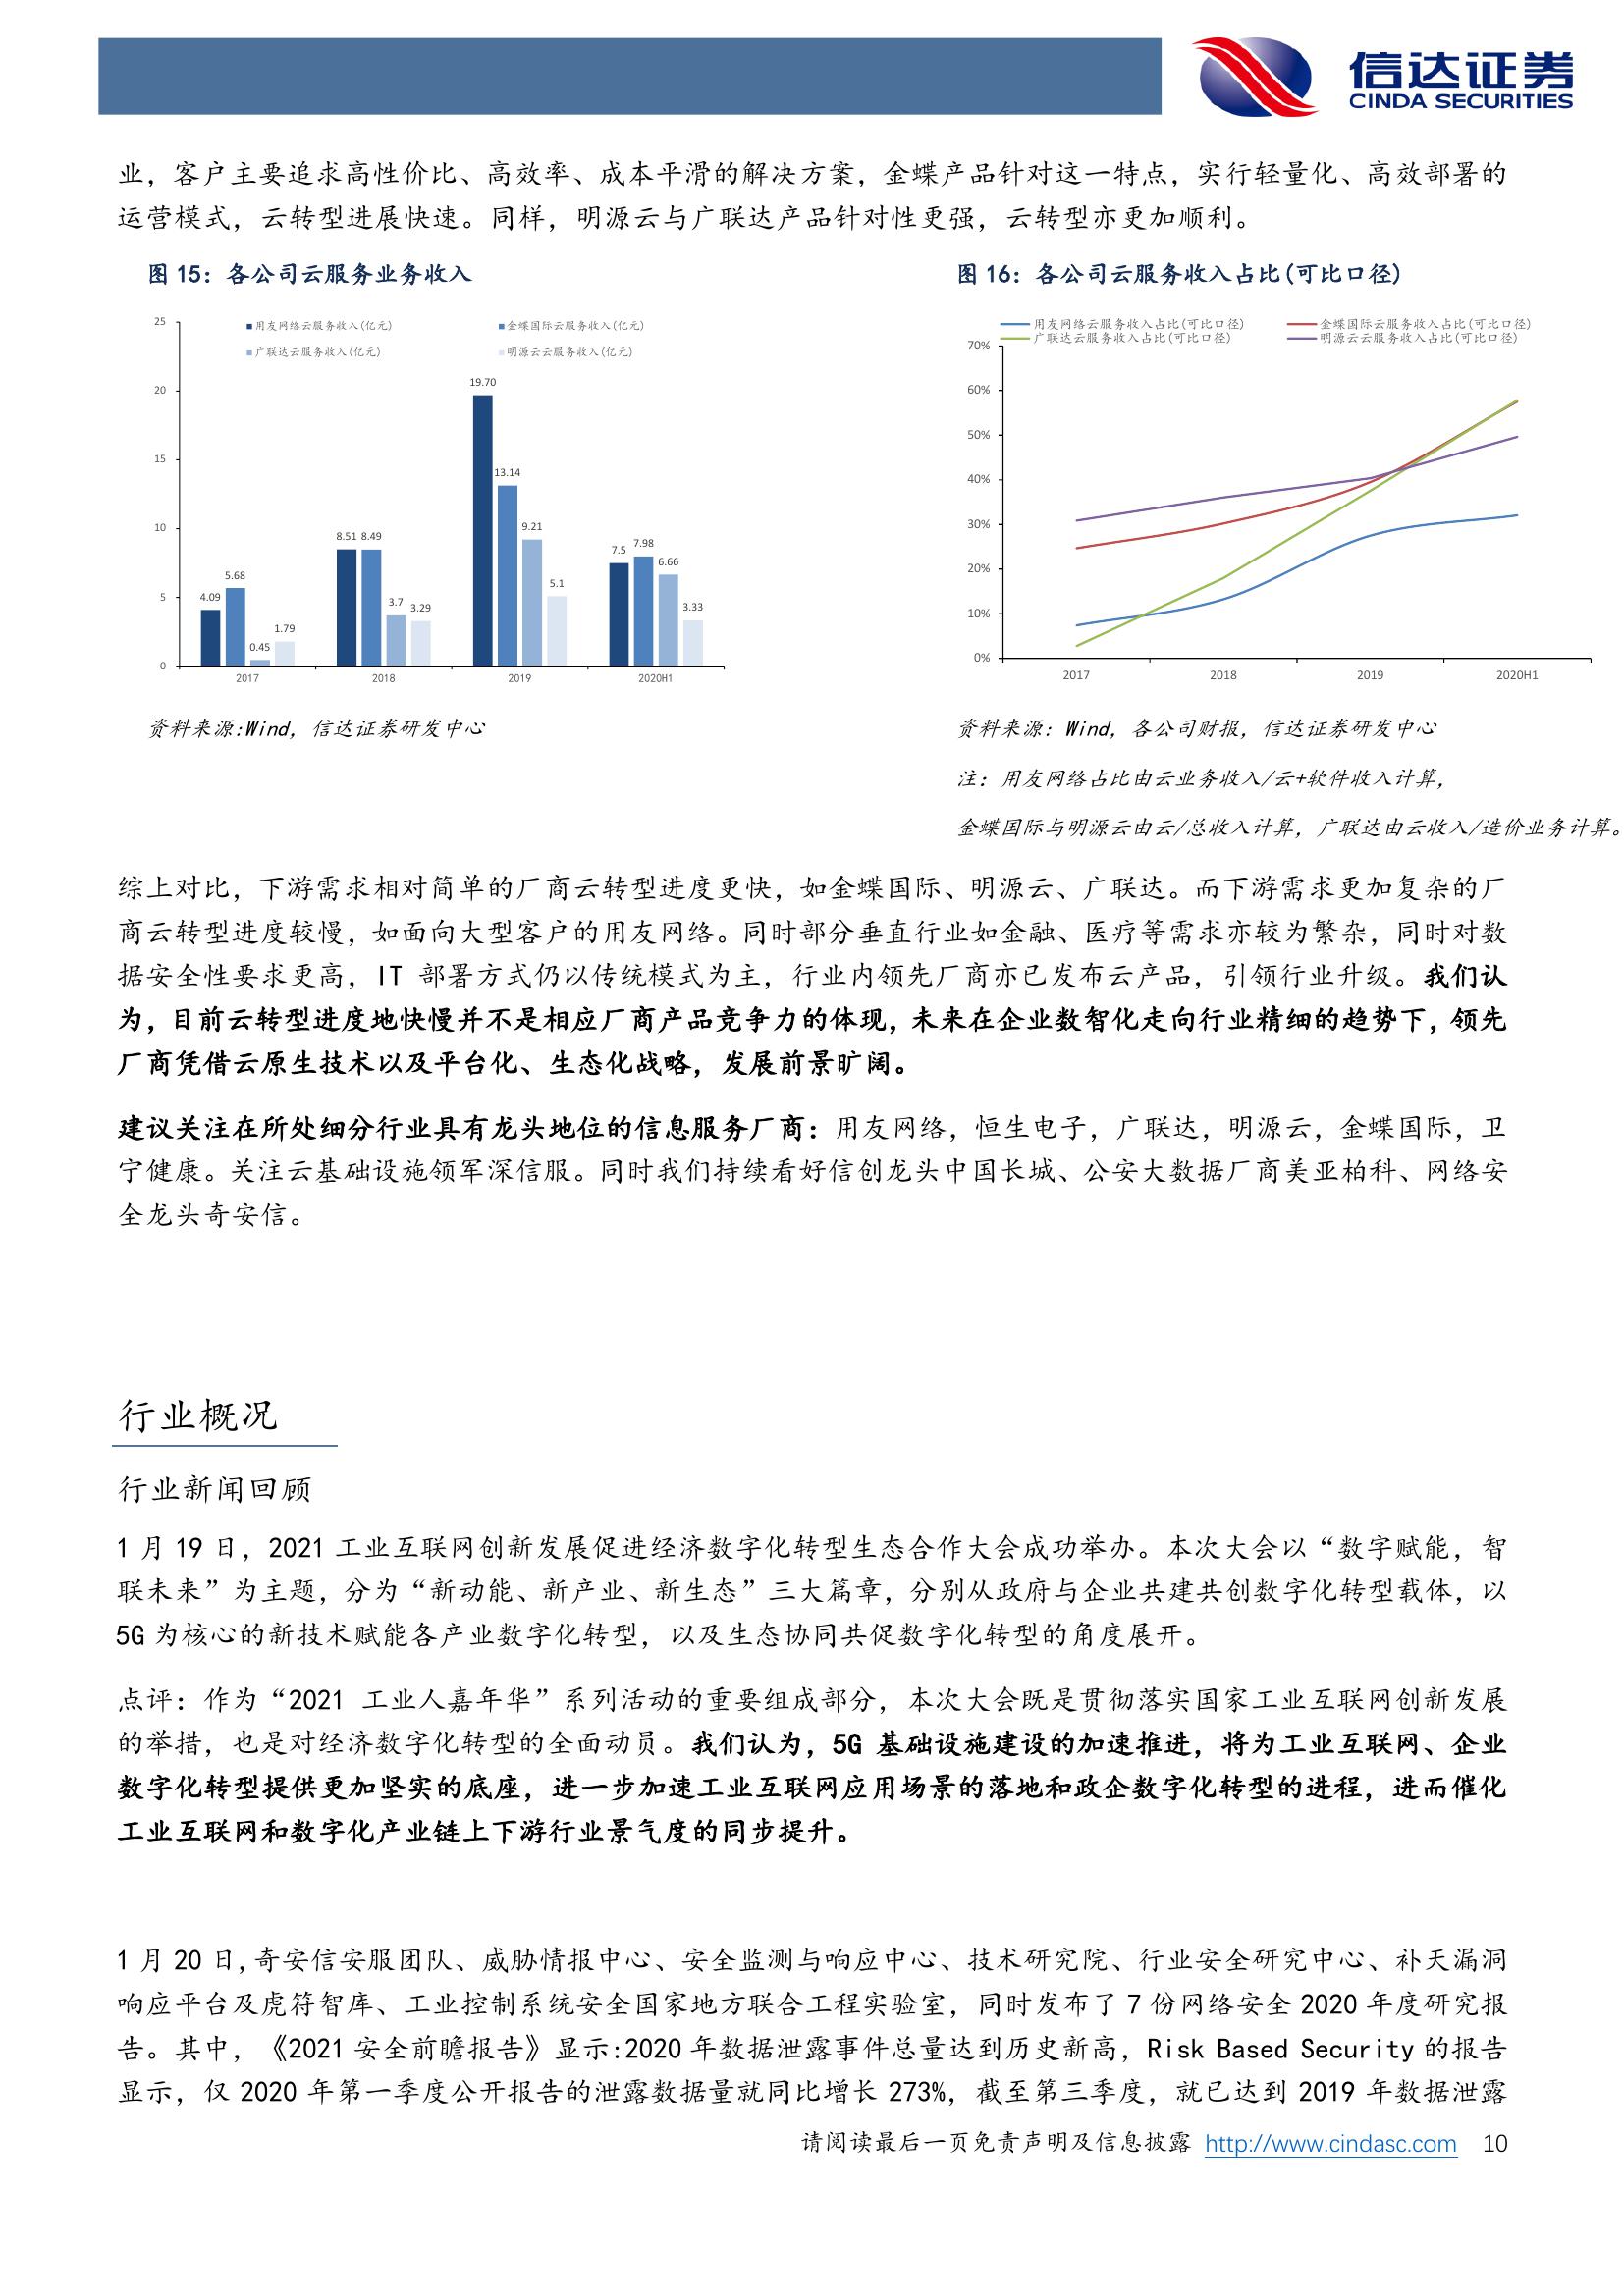 信达证券
CINDA SECURITIES
业，客户主要追求高性价比、高效率、成本平滑的解决方案，金蝶产品针对这一特点，实行轻量化、高效部署的
运营模式，云转型进展快速。同样，明源云与广联达产品针对性更强，云转型亦更加顺利。
图 15：各公司云服务业务收入
用友网络云服务收入(亿元)
金蝶国际云服务收入(亿元)
广联达云服务收入(亿元)
明源云云服务收入(亿元)
25
20
15
10
5
0
4.09
5.68
0.45
1.79
8.51
8.49
3.7
3.29
19.70
13.14
9.21
5.1
7.5
7.98
6.66
3.33
2017
2018
2019
2020H1
资料来源:Wind，信达证券研发中心
图 16：各公司云服务收入占比(可比口径)
用友网络云服务收入占比(可比口径)
金蝶国际云服务收入占比(可比口径)
广联达云服务收入占比(可比口径)
明源云云服务收入占比(可比口径)
70%
60%
50%
40%
30%
20%
10%
0%
2017
2018
2019
2020H1
资料来源：Wind，各公司财报，信达证券研发中心
注：用友网络占比由云业务收入/云+软件收入计算，
金蝶国际与明源云由云/总收入计算，广联达由云收入/造价业务计算。
综上对比，下游需求相对简单的厂商云转型进度更快，如金蝶国际、明源云、广联达。而下游需求更加复杂的厂
商云转型进度较慢，如面向大型客户的用友网络。同时部分垂直行业如金融、医疗等需求亦较为繁杂，同时对数
据安全性要求更高，IT 部署方式仍以传统模式为主，行业内领先厂商亦已发布云产品，引领行业升级。我们认
为，目前云转型进度地快慢并不是相应厂商产品竞争力的体现，未来在企业数智化走向行业精细的趋势下，领先
厂商凭借云原生技术以及平台化、生态化战略，发展前景旷阔。
建议关注在所处细分行业具有龙头地位的信息服务厂商：用友网络，恒生电子，广联达，明源云，金蝶国际，卫
宁健康。关注云基础设施领军深信服。同时我们持续看好信创龙头中国长城、公安大数据厂商美亚柏科、网络安
全龙头奇安信。
行业概况
行业新闻回顾
1 月 19 日，2021 工业互联网创新发展促进经济数字化转型生态合作大会成功举办。本次大会以“数字赋能，智
联未来”为主题，分为“新动能、新产业、新生态”三大篇章，分别从政府与企业共建共创数字化转型载体，以
5G 为核心的新技术赋能各产业数字化转型，以及生态协同共促数字化转型的角度展开。
点评：作为“2021 工业人嘉年华”系列活动的重要组成部分，本次大会既是贯彻落实国家工业互联网创新发展
的举措，也是对经济数字化转型的全面动员。我们认为，5G 基础设施建设的加速推进，将为工业互联网、企业
数字化转型提供更加坚实的底座，进一步加速工业互联网应用场景的落地和政企数字化转型的进程，进而催化
工业互联网和数字化产业链上下游行业景气度的同步提升。
1 月 20 日,奇安信安服团队、威胁情报中心、安全监测与响应中心、技术研究院、行业安全研究中心、补天漏洞
响应平台及虎符智库、工业控制系统安全国家地方联合工程实验室，同时发布了 7 份网络安全 2020 年度研究报
告。其中，《2021 安全前瞻报告》显示:2020 年数据泄露事件总量达到历史新高，Risk Based Security 的报告
显示，仅 2020 年第一季度公开报告的泄露数据量就同比增长 273%，截至第三季度，就已达到 2019 年数据泄露
请阅读最后一页免责声明及信息披露 http://www.cindasc.com 10